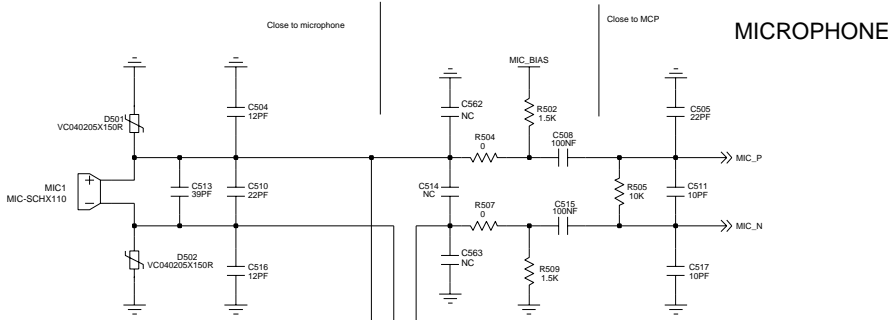 Close to microphone
Close to MCP
MICROPHONE
MIC_BIAS
D501
VC040205X150R
C504
12PF
C562
NC
R502
1.5K
C505
22PF
R504
0
C508
100NF
MIC_P
MIC1
MIC-SCHX110
+
-
C513
39PF
C510
22PF
C514
NC
R507
0
C515
100NF
R505
10K
C511
10PF
MIC_N
D502
VC040205X150R
C516
12PF
C563
NC
R509
1.5K
C517
10PF